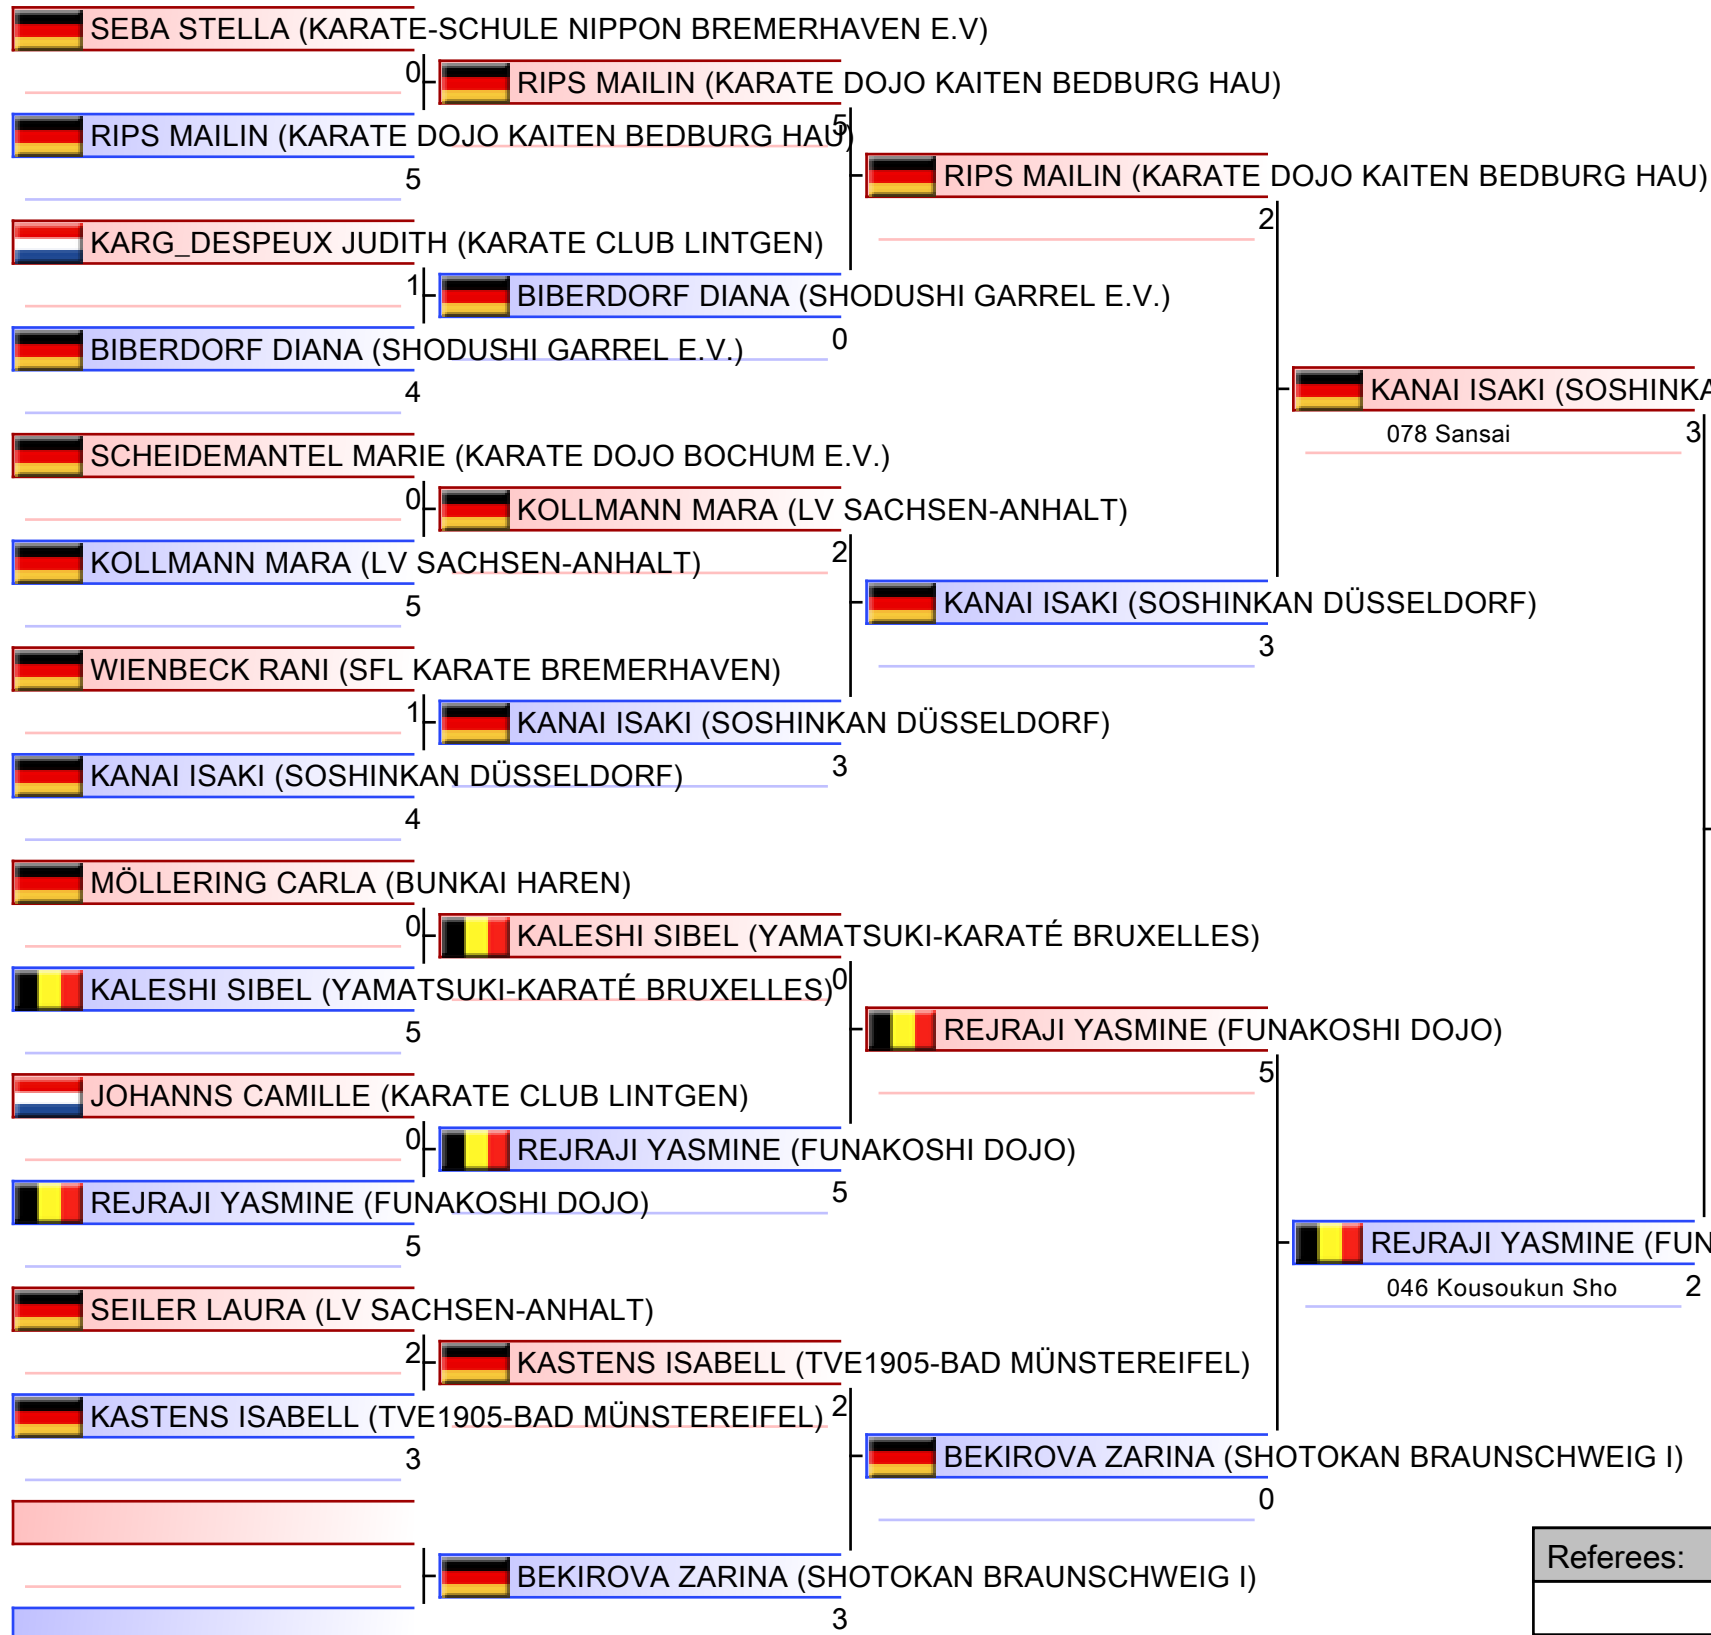 SEBA STELLA (KARATE-SCHULE NIPPON BREMERHAVEN E.V)
0
RIPS MAILIN (KARATE DOJO KAITEN BEDBURG HAU)
RIPS MAILIN (KARATE DOJO KAITEN BEDBURG HAU)
5
5
RIPS MAILIN (KARATE DOJO KAITEN BEDBURG HAU)
2
KARG_DESPEUX JUDITH (KARATE CLUB LINTGEN)
1
BIBERDORF DIANA (SHODUSHI GARREL E.V.)
0
BIBERDORF DIANA (SHODUSHI GARREL E.V.)
4
KANAI ISAKI (SOSHINKA
078 Sansai
3
SCHEIDEMANTEL MARIE (KARATE DOJO BOCHUM E.V.)
0
KOLLMANN MARA (LV SACHSEN-ANHALT)
2
KOLLMANN MARA (LV SACHSEN-ANHALT)
5
KANAI ISAKI (SOSHINKAN DÜSSELDORF)
3
WIENBECK RANI (SFL KARATE BREMERHAVEN)
1
KANAI ISAKI (SOSHINKAN DÜSSELDORF)
3
KANAI ISAKI (SOSHINKAN DÜSSELDORF)
4
MÖLLERING CARLA (BUNKAI HAREN)
0
KALESHI SIBEL (YAMATSUKI-KARATÉ BRUXELLES)
0
KALESHI SIBEL (YAMATSUKI-KARATÉ BRUXELLES)
5
REJRAJI YASMINE (FUNAKOSHI DOJO)
5
JOHANNS CAMILLE (KARATE CLUB LINTGEN)
0
REJRAJI YASMINE (FUNAKOSHI DOJO)
5
REJRAJI YASMINE (FUNAKOSHI DOJO)
5
REJRAJI YASMINE (FUN
046 Kousoukun Sho
2
SEILER LAURA (LV SACHSEN-ANHALT)
2
KASTENS ISABELL (TVE1905-BAD MÜNSTEREIFEL)
2
KASTENS ISABELL (TVE1905-BAD MÜNSTEREIFEL)
3
BEKIROVA ZARINA (SHOTOKAN BRAUNSCHWEIG I)
0
BEKIROVA ZARINA (SHOTOKAN BRAUNSCHWEIG I)
3
Referees: